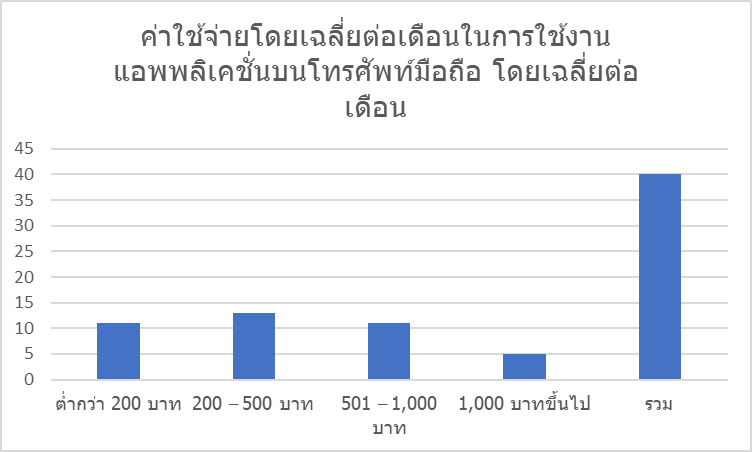 ค่าใช้จ่ายโดยเฉลี่ยต่อเดือนในการใช้งาน
แอพพลิเคชั่นบนโทรศัพท์มือถือ โดยเฉลี่ยต่อ
เดือน
45
40
35
30
25
20
15
10
5
0
ต่ำกว่า 200 บาท 200 – 500 บาท 501 – 1,000 1,000 บาทขึ้นไป รวม
บาท